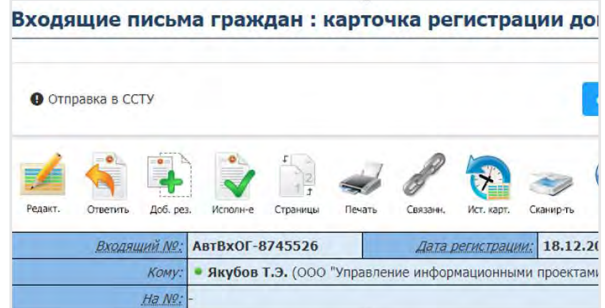 Входящие письма граждан : карточка регистрации до
Отправка в ССТУ
Редакт. Ответить Доб. рез. Исполн-е Страницы Печать Связанн. Ист. карт. Сканир-ть
Входящий №: АвтВхОГ-8745526 Дата регистрации: 18.12.20
Кому: Якубов Т.Э. (ООО "Управление информационными проектами
На №: -